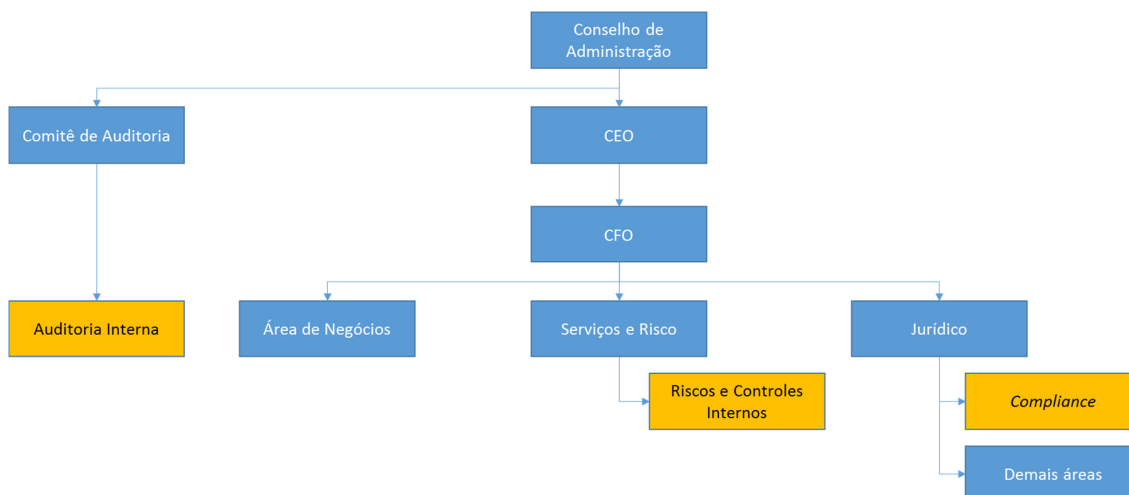 Conselho de
Administração
Comitê de Auditoria
CEO
CFO
Auditoria Interna
Área de Negócios
Serviços e Risco
Jurídico
Riscos e Controles
Internos
Compliance
Demais áreas